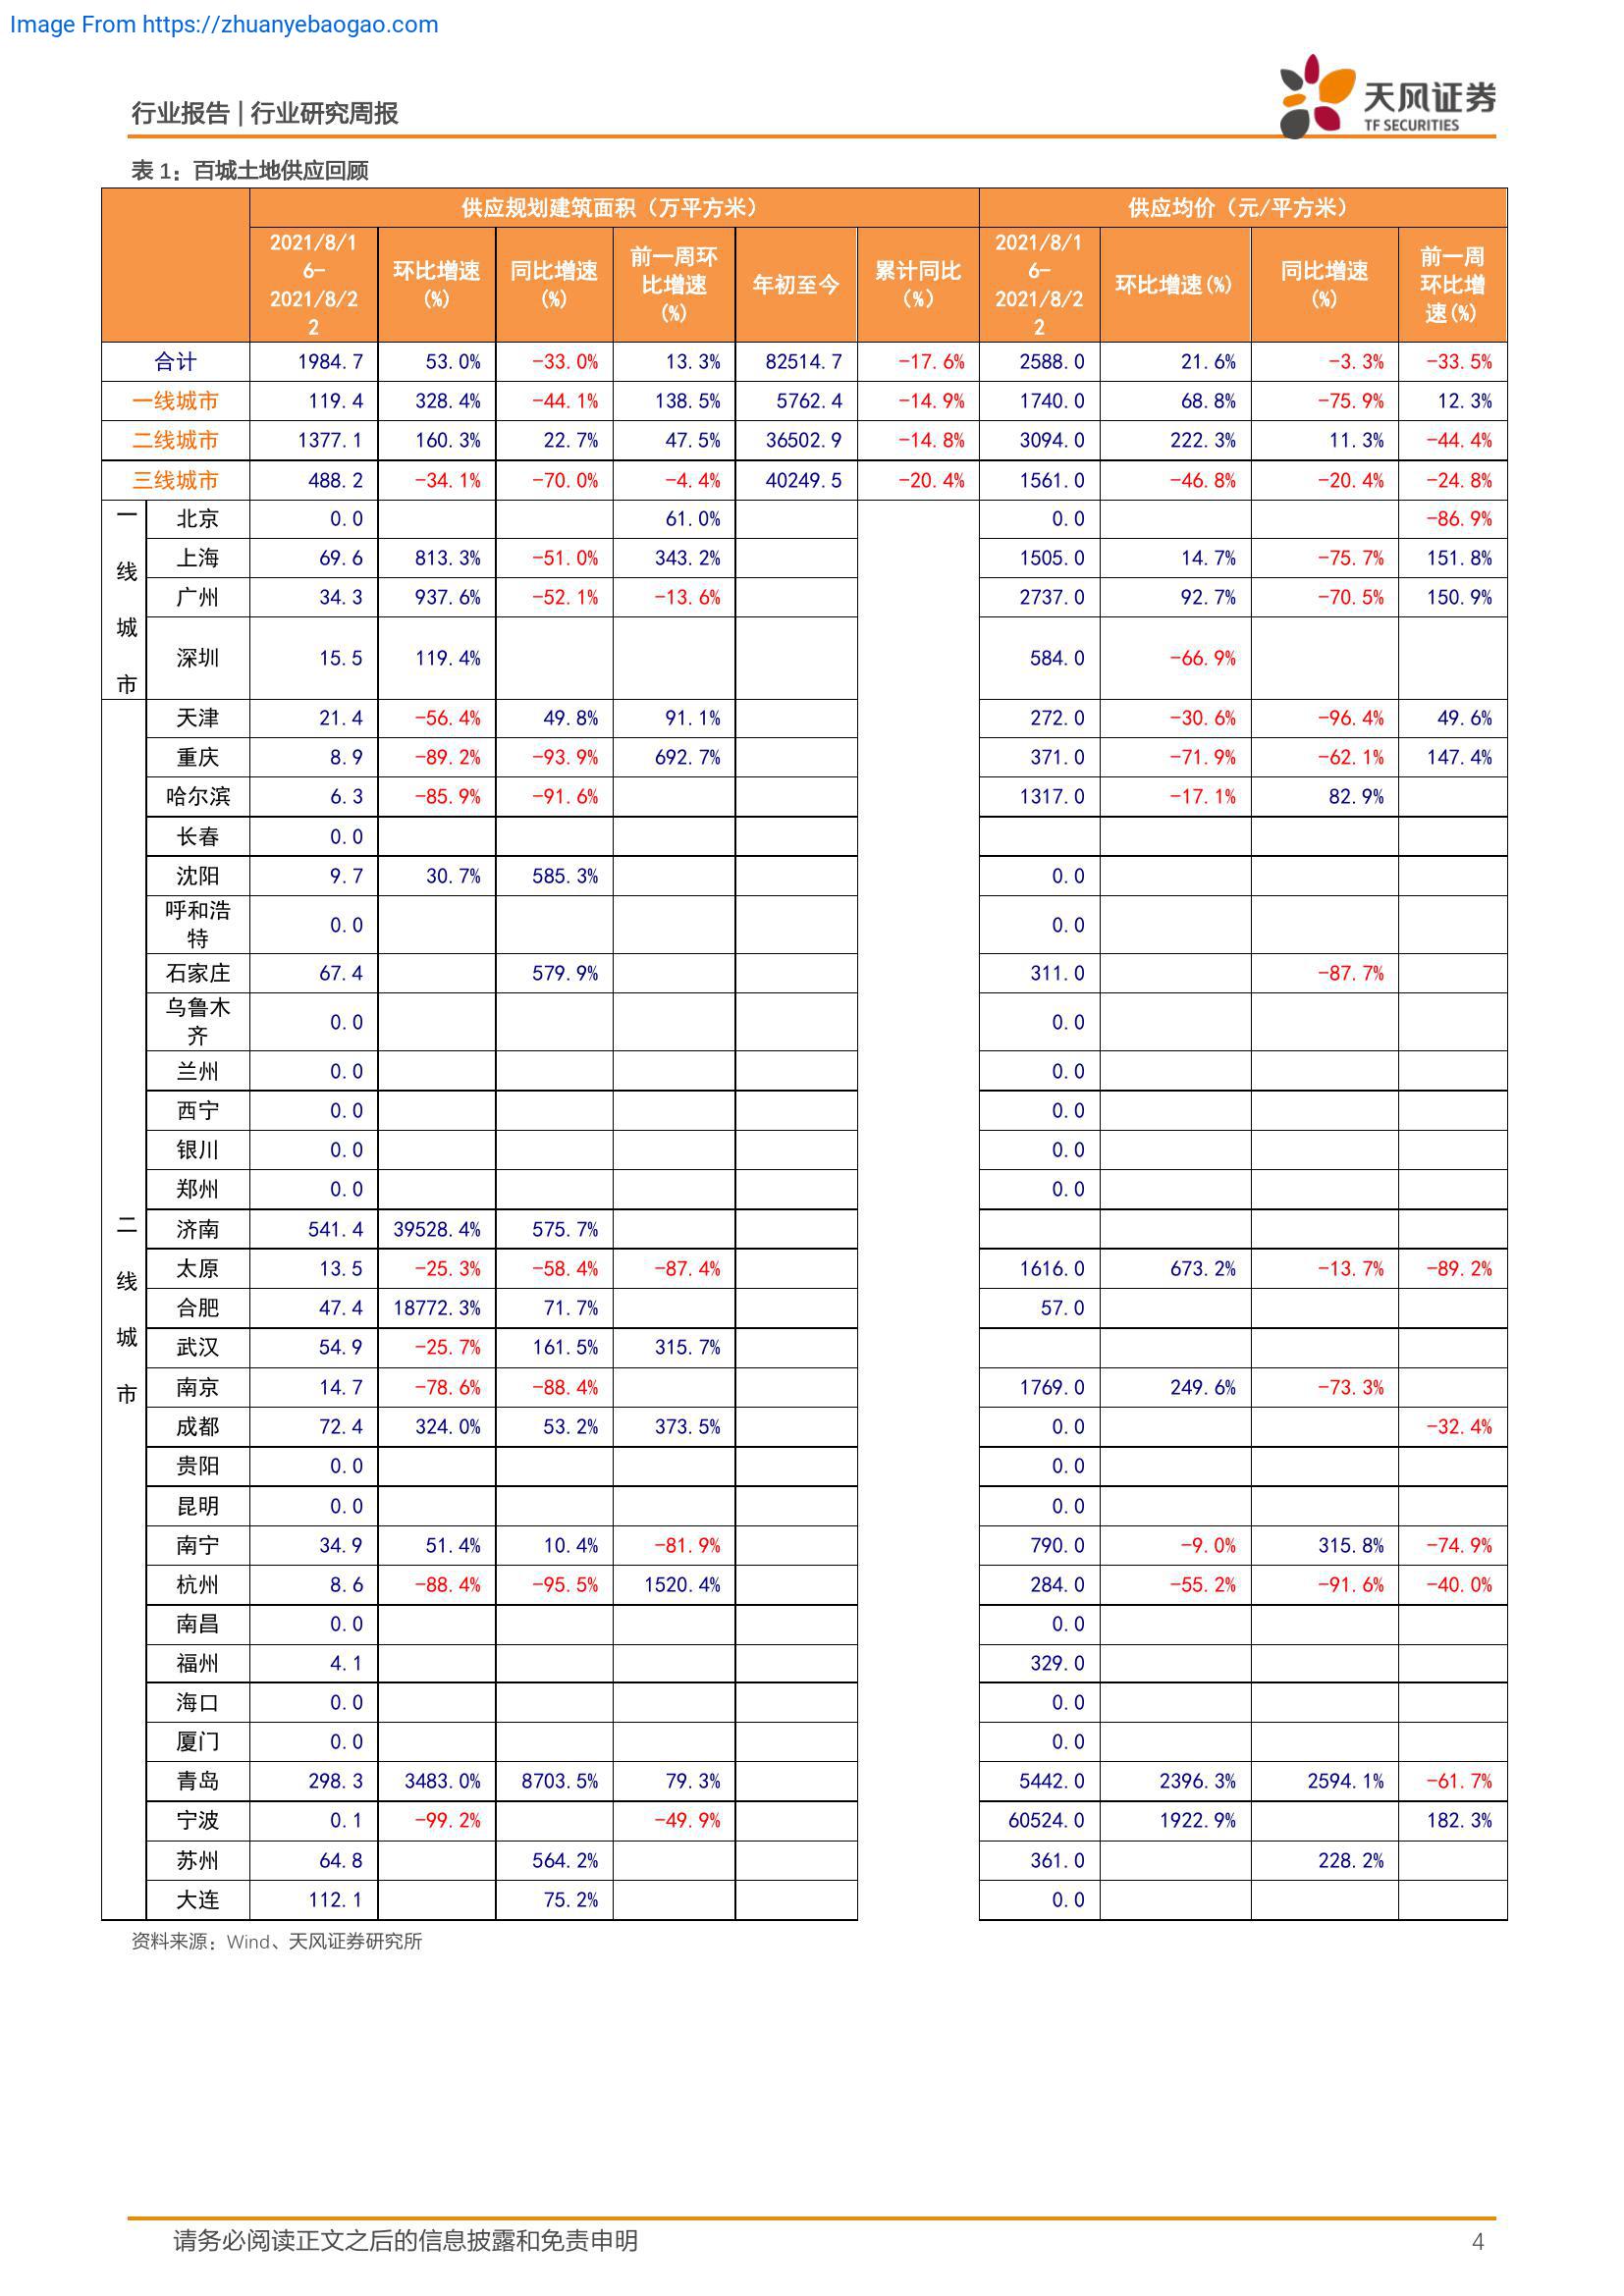 Image From https://zhuanyebaogao.com
行业报告 | 行业研究周报
天风证券
TF SECURITIES
表 1：百城土地供应回顾
供应规划建筑面积（万平方米） 供应均价（元/平方米）
2021/8/16-2021/8/22 环比增速(%) 同比增速(%) 前一周环比增速(%) 年初至今 累计同比（%） 2021/8/16-2021/8/22 环比增速(%) 同比增速(%) 前一周环比增速(%)
合计 1984.7 53.0% -33.0% 13.3% 82514.7 -17.6% 2588.0 21.6% -3.3% -33.5%
一线城市 119.4 328.4% -44.1% 138.5% 5762.4 -14.9% 1740.0 68.8% -75.9% 12.3%
二线城市 1377.1 160.3% 22.7% 47.5% 36502.9 -14.8% 3094.0 222.3% 11.3% -44.4%
三线城市 488.2 -34.1% -70.0% -4.4% 40249.5 -20.4% 1561.0 -46.8% -20.4% -24.8%
一线城市
北京 0.0 61.0% 0.0 -86.9%
上海 69.6 813.3% -51.0% 343.2% 1505.0 14.7% -75.7% 151.8%
广州 34.3 937.6% -52.1% -13.6% 2737.0 92.7% -70.5% 150.9%
深圳 15.5 119.4% 584.0 -66.9%
二线城市
天津 21.4 -56.4% 49.8% 91.1% 272.0 -30.6% -96.4% 49.6%
重庆 8.9 -89.2% -93.9% 692.7% 371.0 -71.9% -62.1% 147.4%
哈尔滨 6.3 -85.9% -91.6% 1317.0 -17.1% 82.9%
长春 0.0
沈阳 9.7 30.7% 585.3% 0.0
呼和浩特 0.0 0.0
石家庄 67.4 579.9% 311.0 -87.7%
乌鲁木齐 0.0 0.0
兰州 0.0 0.0
西宁 0.0 0.0
银川 0.0 0.0
郑州 0.0 0.0
济南 541.4 39528.4% 575.7%
太原 13.5 -25.3% -58.4% -87.4% 1616.0 673.2% -13.7% -89.2%
合肥 47.4 18772.3% 71.7% 57.0
武汉 54.9 -25.7% 161.5% 315.7%
南京 14.7 -78.6% -88.4% 1769.0 249.6% -73.3%
成都 72.4 324.0% 53.2% 373.5% 0.0 -32.4%
贵阳 0.0 0.0
昆明 0.0 0.0
南宁 34.9 51.4% 10.4% -81.9% 790.0 -9.0% 315.8% -74.9%
杭州 8.6 -88.4% -95.5% 1520.4% 284.0 -55.2% -91.6% -40.0%
南昌 0.0 0.0
福州 4.1 329.0
海口 0.0 0.0
厦门 0.0 0.0
青岛 298.3 3483.0% 8703.5% 79.3% 5442.0 2396.3% 2594.1% -61.7%
宁波 0.1 -99.2% -49.9% 60524.0 1922.9% 182.3%
苏州 64.8 564.2% 361.0 228.2%
大连 112.1 75.2% 0.0
资料来源：Wind、天风证券研究所
请务必阅读正文之后的信息披露和免责申明 4